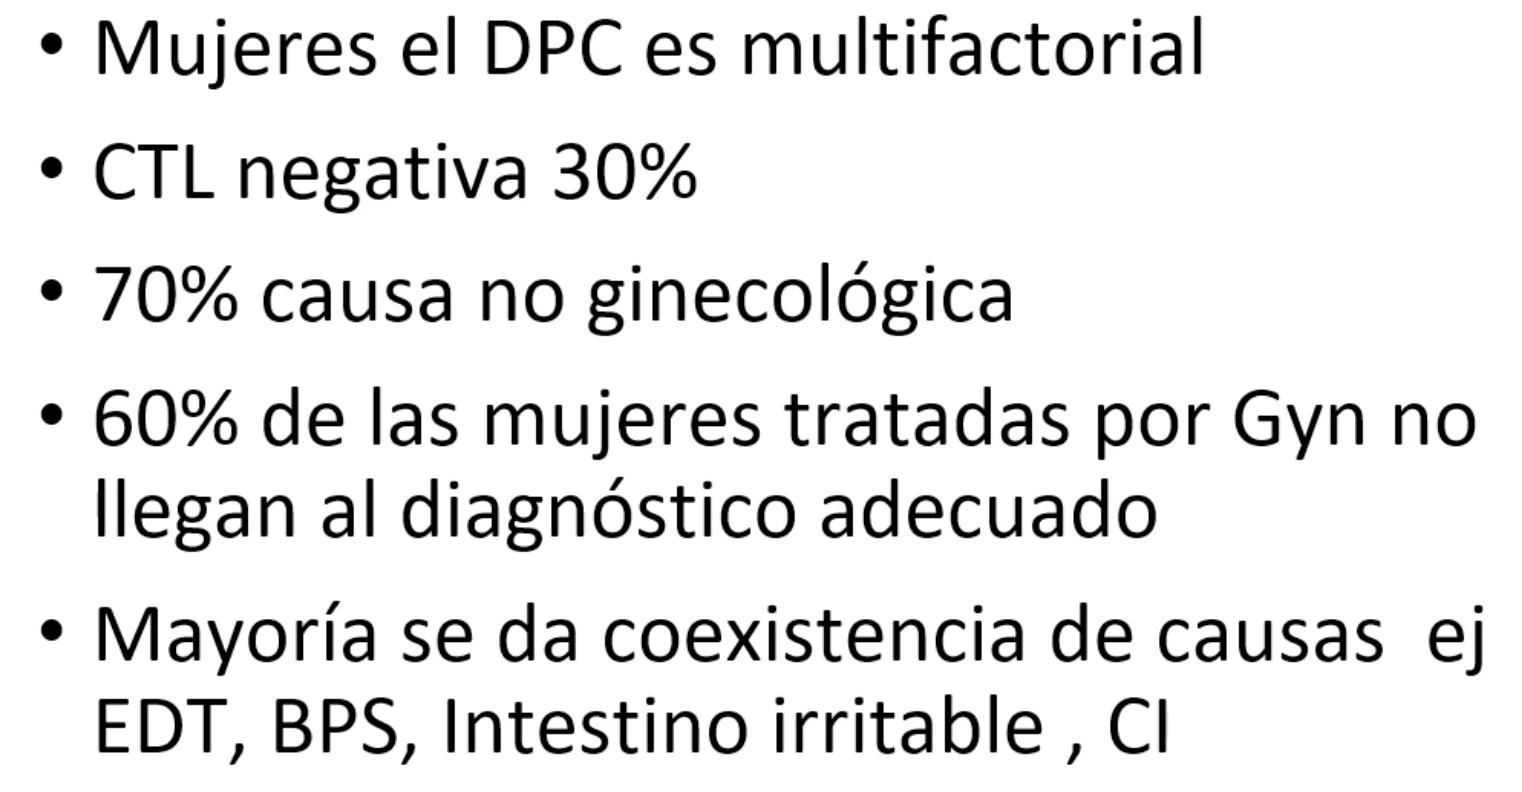 • Mujeres el DPC es multifactorial
• CTL negativa 30%
• 70% causa no ginecológica
• 60% de las mujeres tratadas por Gyn no
llegan al diagnóstico adecuado
• Mayoría se da coexistencia de causas  ej
EDT, BPS, Intestino irritable , CI